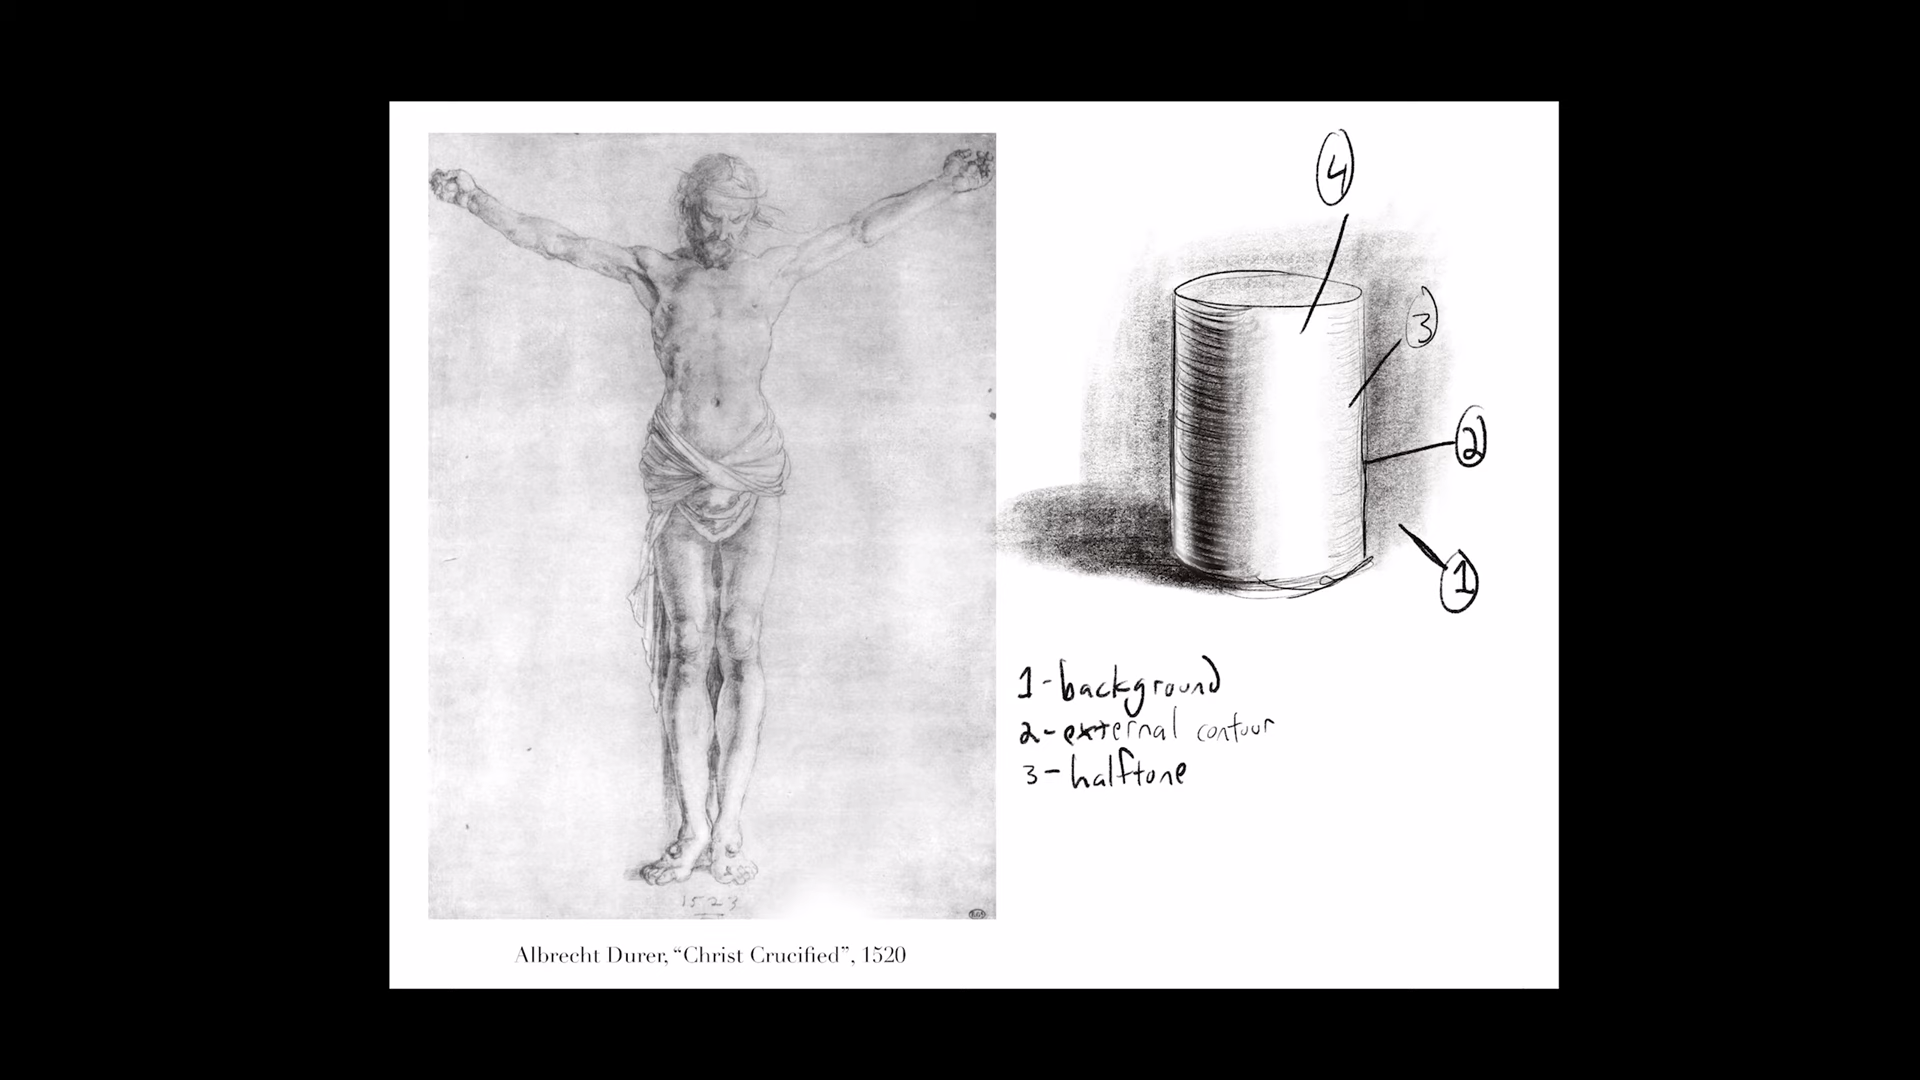 1523
Albrecht Durer, “Christ Crucified”, 1520
4
3
2
1
1-background
2-external contour
3-halftone